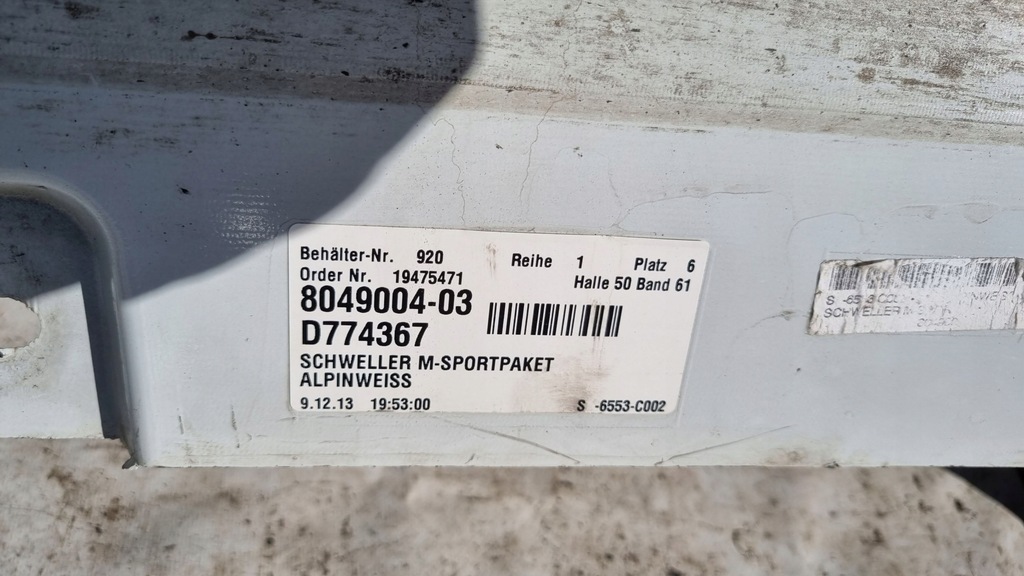 Behälter-Nr. 920 Reihe 1 Platz 6
Order Nr. 19475471 Halle 50 Band 61
8049004-03
D774367
SCHWELLER M-SPORTPAKET
ALPINWEISS
9.12.13 19:53:00 S -6553-C002
SCHWELLER